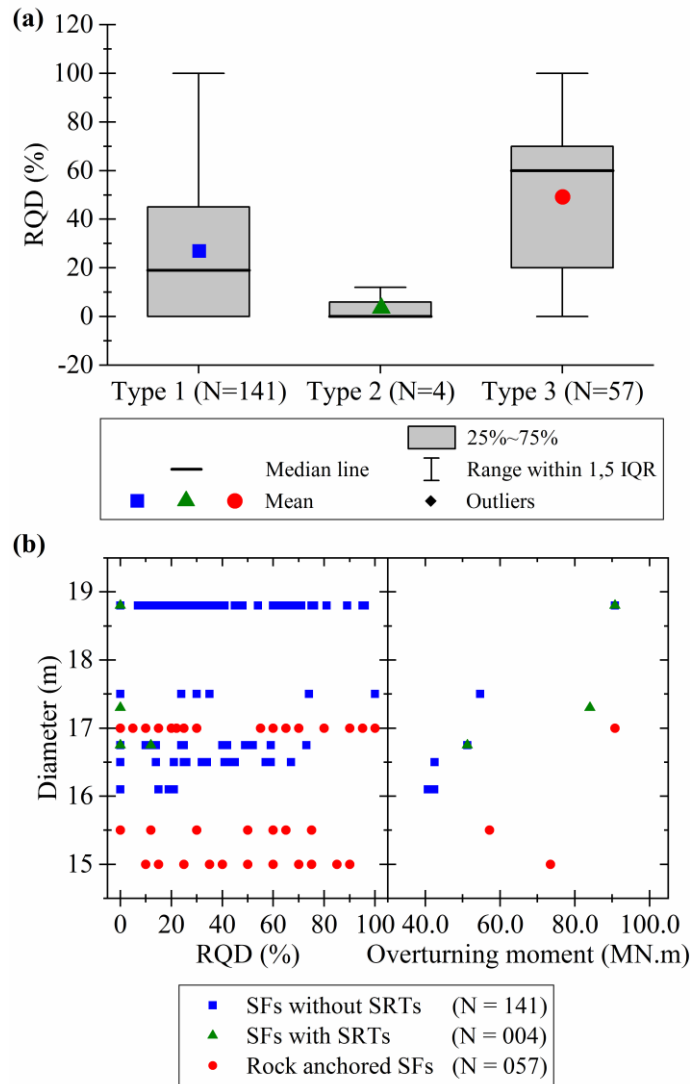 (a)
120
100
80
60
40
20
0
-20
RQD (%)
Type 1 (N=141) Type 2 (N=4) Type 3 (N=57)
25%~75%
Median line
Range within 1,5 IQR
Mean
Outliers
(b)
19
18
17
16
15
Diameter (m)
0 20 40 60 80 100
40.0 60.0 80.0 100.0
RQD (%)
Overturning moment (MN.m)
SFs without SRTs (N = 141)
SFs with SRTs (N = 004)
Rock anchored SFs (N = 057)